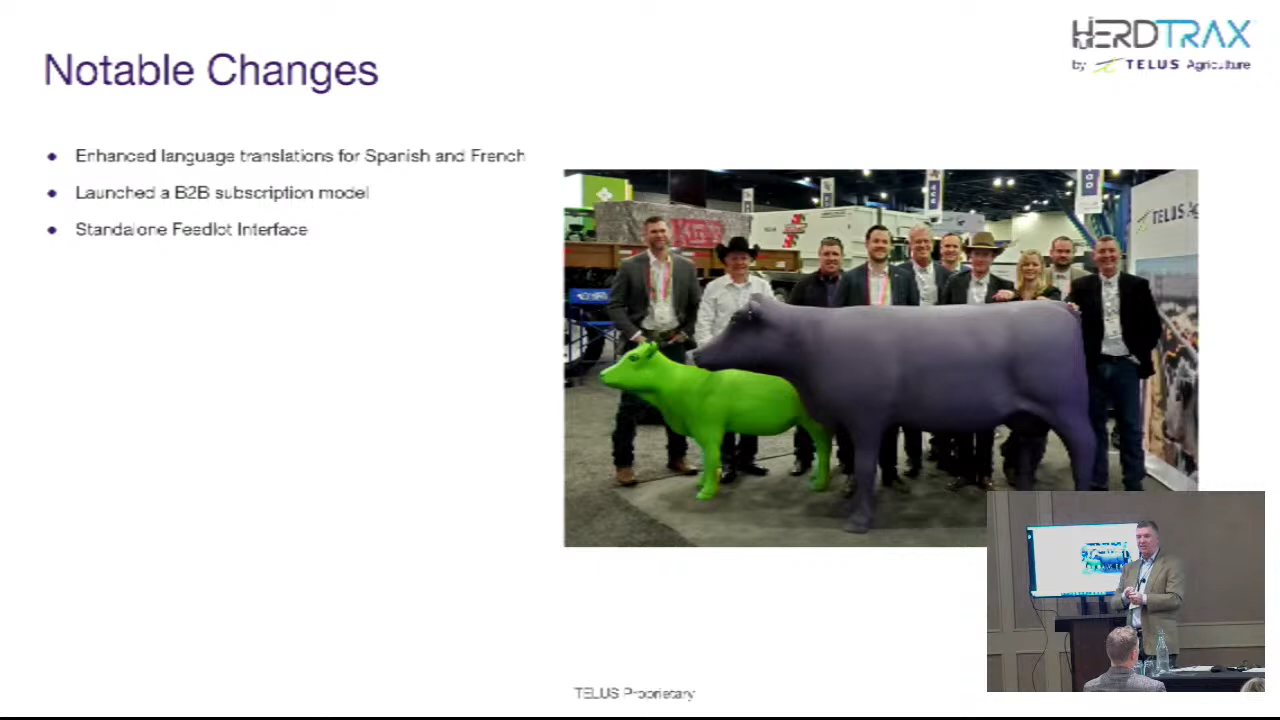 Notable Changes
HERDTRAX
by TELUS Agriculture
• Enhanced language translations for Spanish and French
• Launched a B2B subscription model
• Standalone Feedlot Interface
TELUS
TELUS Proprietary